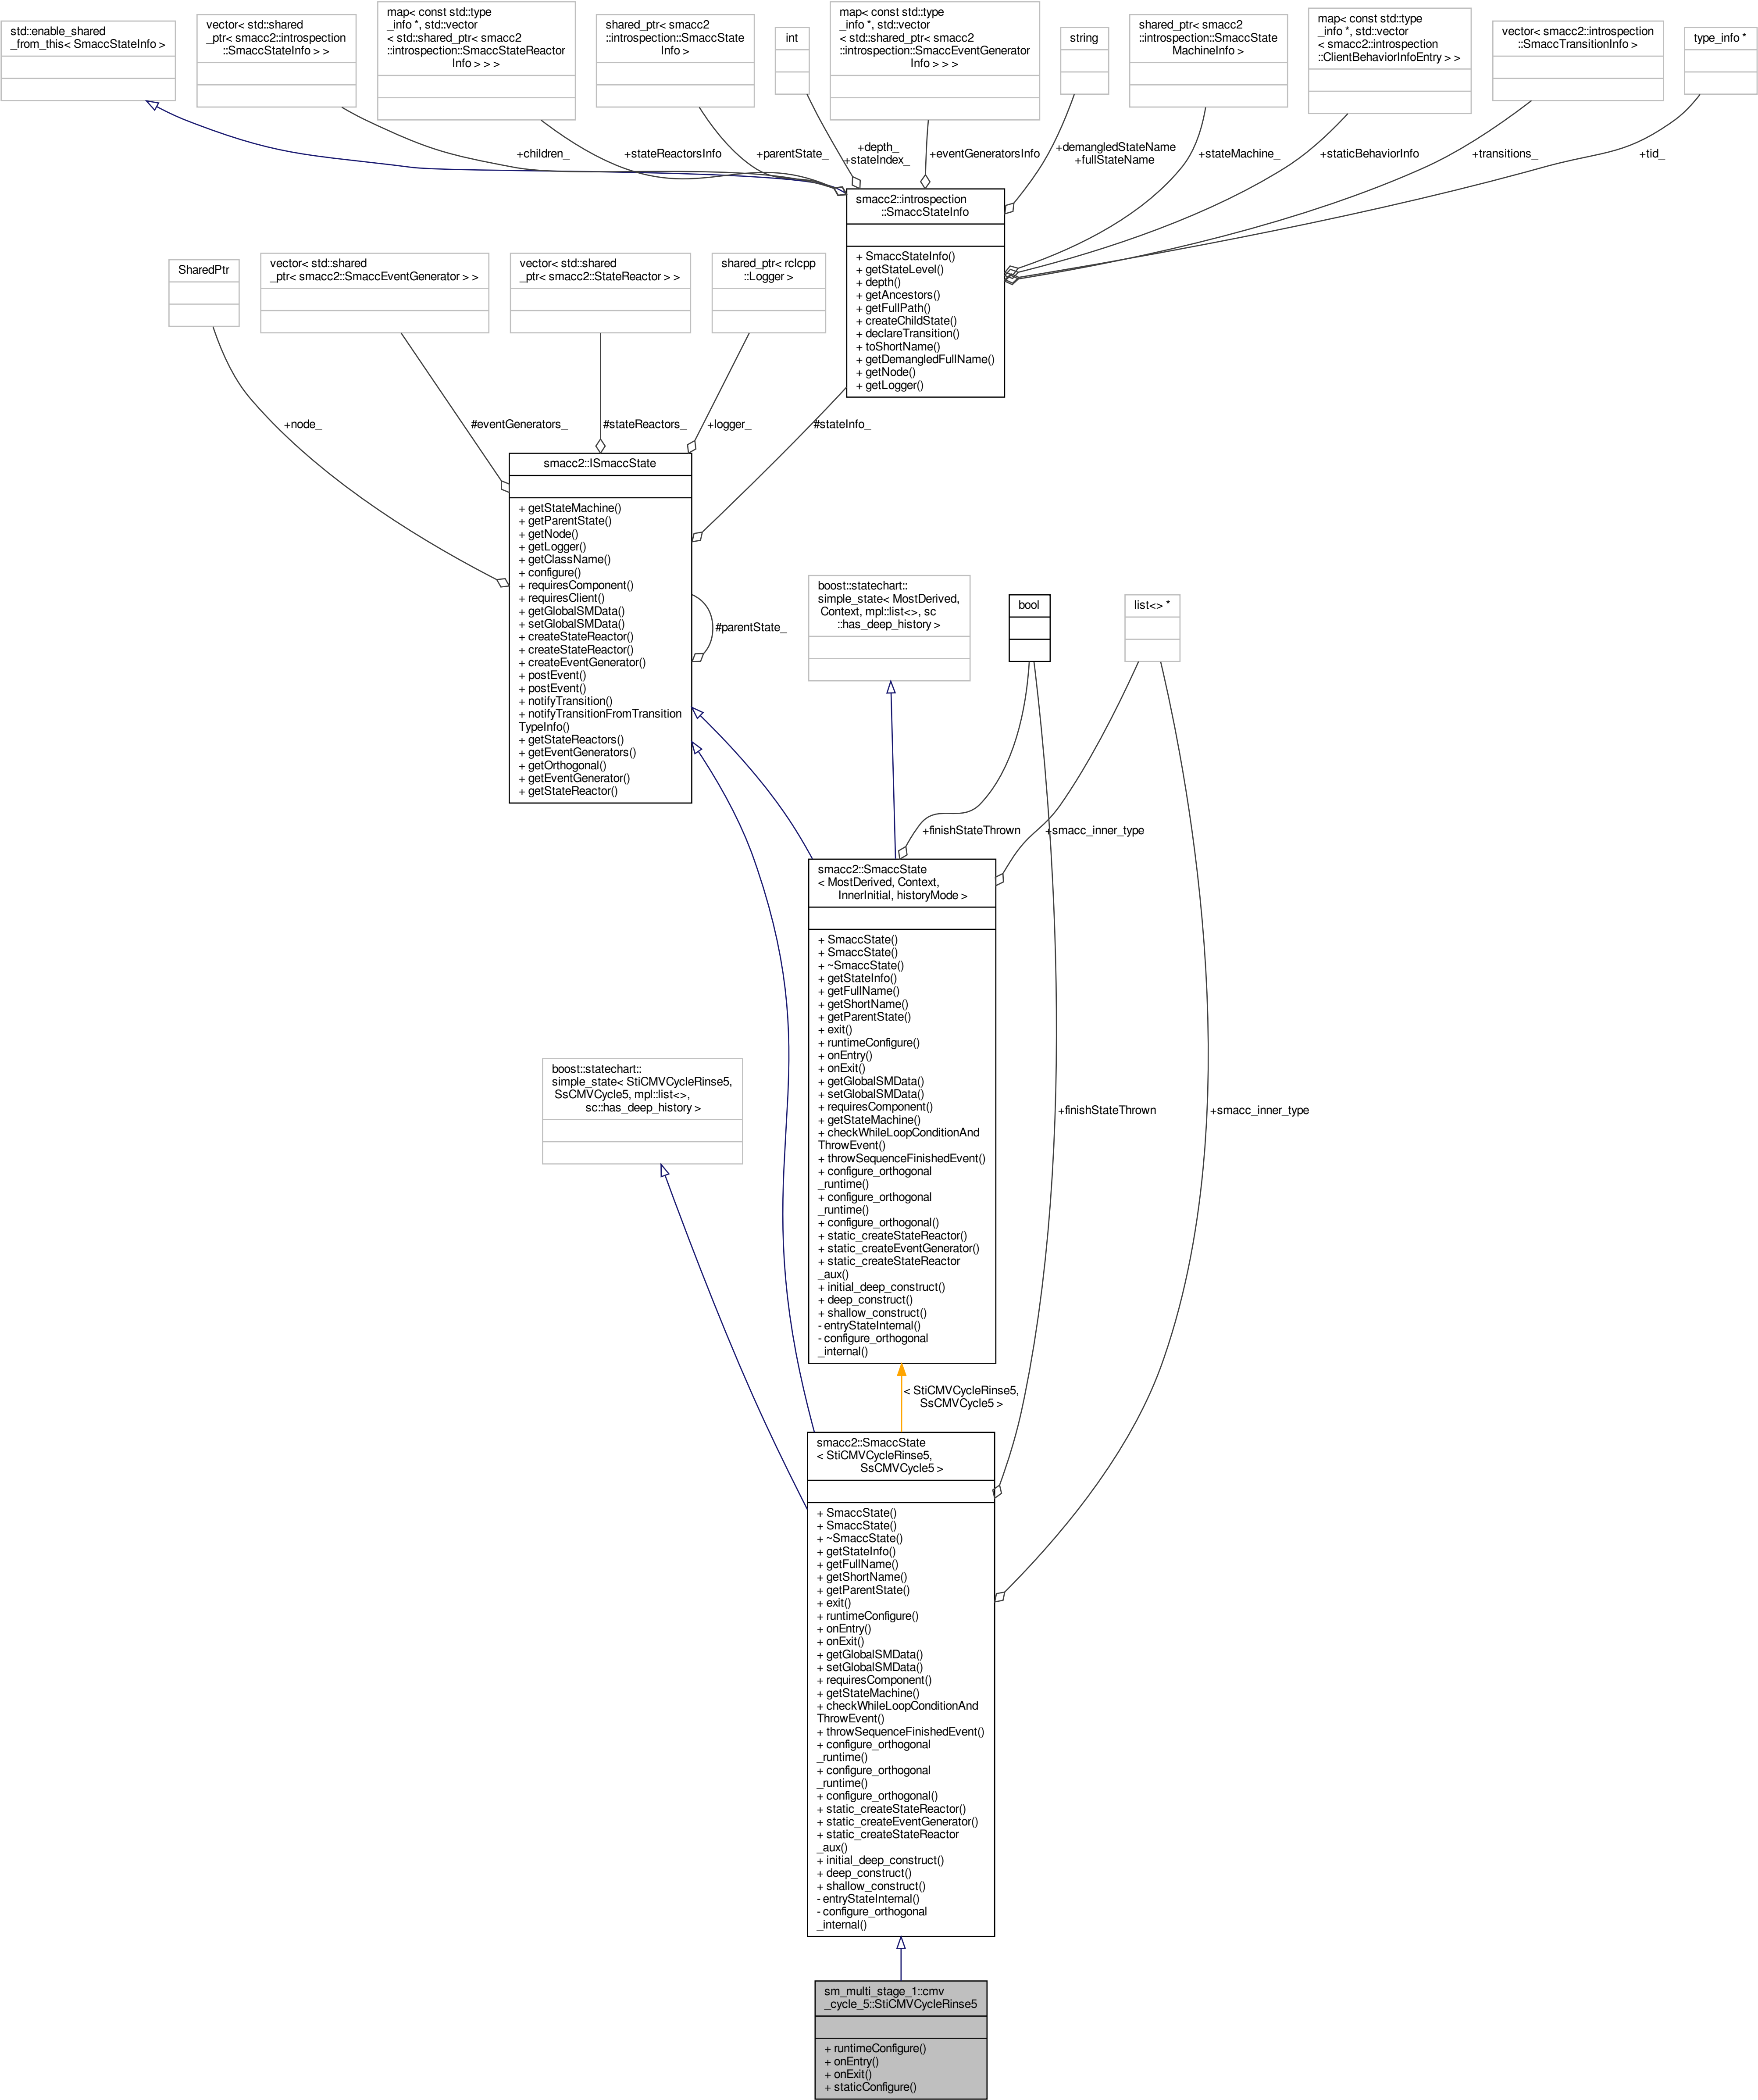 std::enable_shared
_from_this< SmaccStateInfo >
vector< std::shared
_ptr< smacc2::introspection
::SmaccStateInfo > >
map< const std::type
_info *, std::vector
< std::shared_ptr< smacc2
::introspection::SmaccStateReactor
Info > > >
shared_ptr< smacc2
::introspection::SmaccState
Info >
int
map< const std::type
_info *, std::vector
< std::shared_ptr< smacc2
::introspection::SmaccEventGenerator
Info > > >
string
shared_ptr< smacc2
::introspection::SmaccState
MachineInfo >
map< const std::type
_info *, std::vector
< smacc2::introspection
::ClientBehaviorInfoEntry > >
vector< smacc2::introspection
::SmaccTransitionInfo >
type_info *
+children_
+stateReactorsInfo
+parentState_
+depth_
+stateIndex_
+eventGeneratorsInfo
+demangledStateName
+fullStateName
+stateMachine_
+staticBehaviorInfo
+transitions_
+tid_
smacc2::introspection
::SmaccStateInfo
+ SmaccStateInfo()
+ getStateLevel()
+ depth()
+ getAncestors()
+ getFullPath()
+ createChildState()
+ declareTransition()
+ toShortName()
+ getDemangledFullName()
+ getNode()
+ getLogger()
SharedPtr
vector< std::shared
_ptr< smacc2::SmaccEventGenerator > >
vector< std::shared
_ptr< smacc2::StateReactor > >
shared_ptr< rclcpp
::Logger >
+node_
#eventGenerators_
#stateReactors_
+logger_
#stateInfo_
smacc2::ISmaccState
+ getStateMachine()
+ getParentState()
+ getNode()
+ getLogger()
+ getClassName()
+ configure()
+ requiresComponent()
+ requiresClient()
+ getGlobalSMData()
+ setGlobalSMData()
+ createStateReactor()
+ createStateReactor()
+ createEventGenerator()
+ postEvent()
+ postEvent()
+ notifyTransition()
+ notifyTransitionFromTransition
TypeInfo()
+ getStateReactors()
+ getEventGenerators()
+ getOrthogonal()
+ getEventGenerator()
+ getStateReactor()
#parentState_
boost::statechart::
simple_state< MostDerived,
Context, mpl::list<>, sc
::has_deep_history >
bool
list<> *
+finishStateThrown
+smacc_inner_type
smacc2::SmaccState
< MostDerived, Context,
InnerInitial, historyMode >
+ SmaccState()
+ SmaccState()
+ ~SmaccState()
+ getStateInfo()
+ getFullName()
+ getShortName()
+ getParentState()
+ exit()
+ runtimeConfigure()
+ onEntry()
+ onExit()
+ getGlobalSMData()
+ setGlobalSMData()
+ requiresComponent()
+ getStateMachine()
+ checkWhileLoopConditionAnd
ThrowEvent()
+ throwSequenceFinishedEvent()
+ configure_orthogonal
_runtime()
+ configure_orthogonal
_runtime()
+ configure_orthogonal()
+ static_createStateReactor()
+ static_createEventGenerator()
+ static_createStateReactor
_aux()
+ initial_deep_construct()
+ deep_construct()
+ shallow_construct()
- entryStateInternal()
- configure_orthogonal
_internal()
boost::statechart::
simple_state< StiCMVCycleRinse5,
SsCMVCycle5, mpl::list<>,
sc::has_deep_history >
+finishStateThrown
+smacc_inner_type
< StiCMVCycleRinse5,
SsCMVCycle5 >
smacc2::SmaccState
< StiCMVCycleRinse5,
SsCMVCycle5 >
+ SmaccState()
+ SmaccState()
+ ~SmaccState()
+ getStateInfo()
+ getFullName()
+ getShortName()
+ getParentState()
+ exit()
+ runtimeConfigure()
+ onEntry()
+ onExit()
+ getGlobalSMData()
+ setGlobalSMData()
+ requiresComponent()
+ getStateMachine()
+ checkWhileLoopConditionAnd
ThrowEvent()
+ throwSequenceFinishedEvent()
+ configure_orthogonal
_runtime()
+ configure_orthogonal
_runtime()
+ configure_orthogonal()
+ static_createStateReactor()
+ static_createEventGenerator()
+ static_createStateReactor
_aux()
+ initial_deep_construct()
+ deep_construct()
+ shallow_construct()
- entryStateInternal()
- configure_orthogonal
_internal()
sm_multi_stage_1::cmv
_cycle_5::StiCMVCycleRinse5
+ runtimeConfigure()
+ onEntry()
+ onExit()
+ staticConfigure()